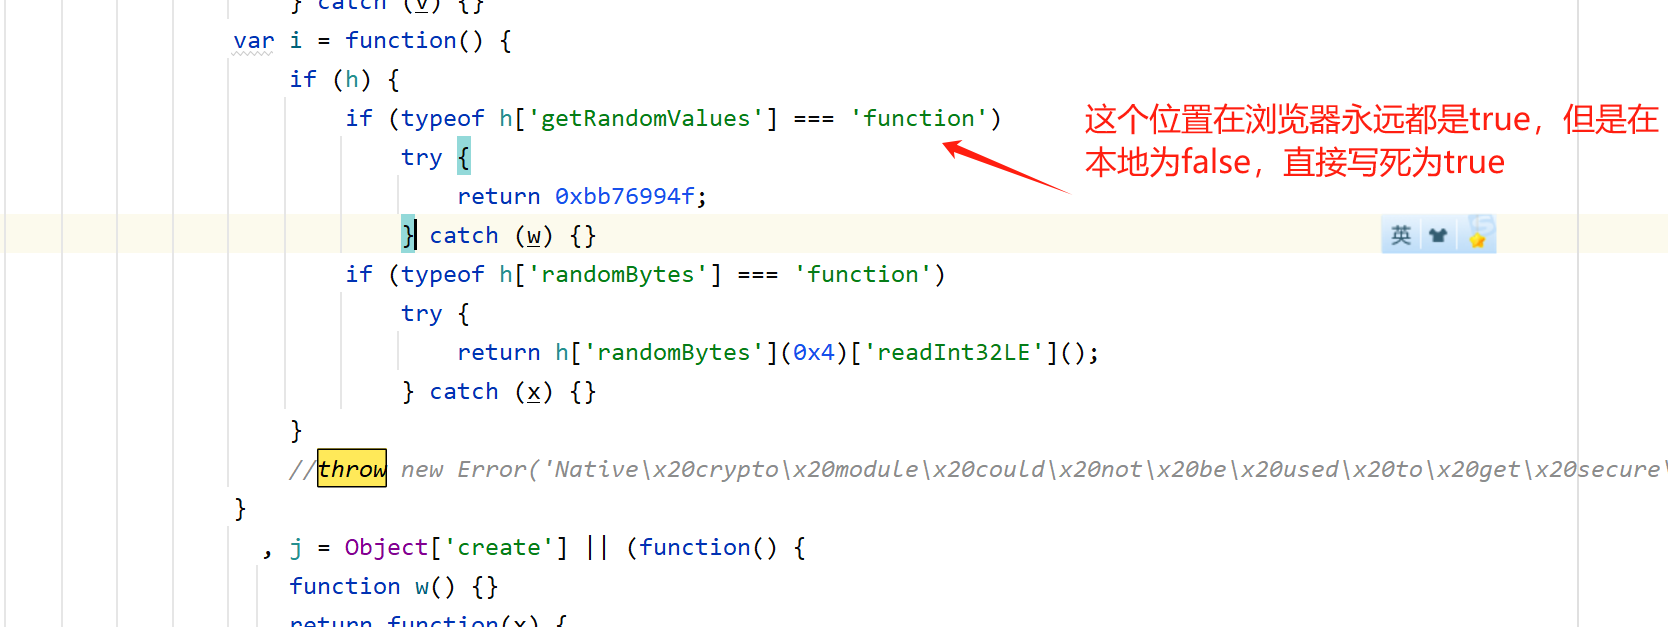 } catch (v) {}
var i = function() {
if (h) {
if (typeof h['getRandomValues'] === 'function')
这个位置在浏览器永远都是true，但是在
本地为false，直接写死为true
try {
return 0xbb76994f;
} catch (w) {}
英
if (typeof h['randomBytes'] === 'function')
try {
return h['randomBytes'](0x4)['readInt32LE']();
} catch (x) {}
}
//throw new Error('Native\x20crypto\x20module\x20could\x20not\x20be\x20used\x20to\x20get\x20secure\
}
, j = Object['create'] || (function() {
function w() {}
return function(x) {